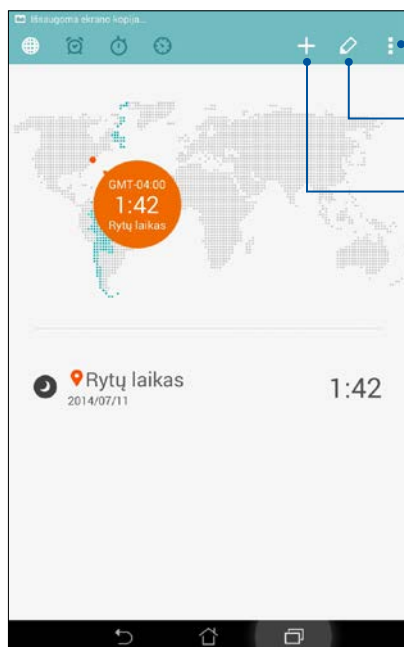 Išsaugoma ekrano kopija...
GMT-04:00
1:42
Rytų laikas
Rytų laikas
1:42
2014/07/11